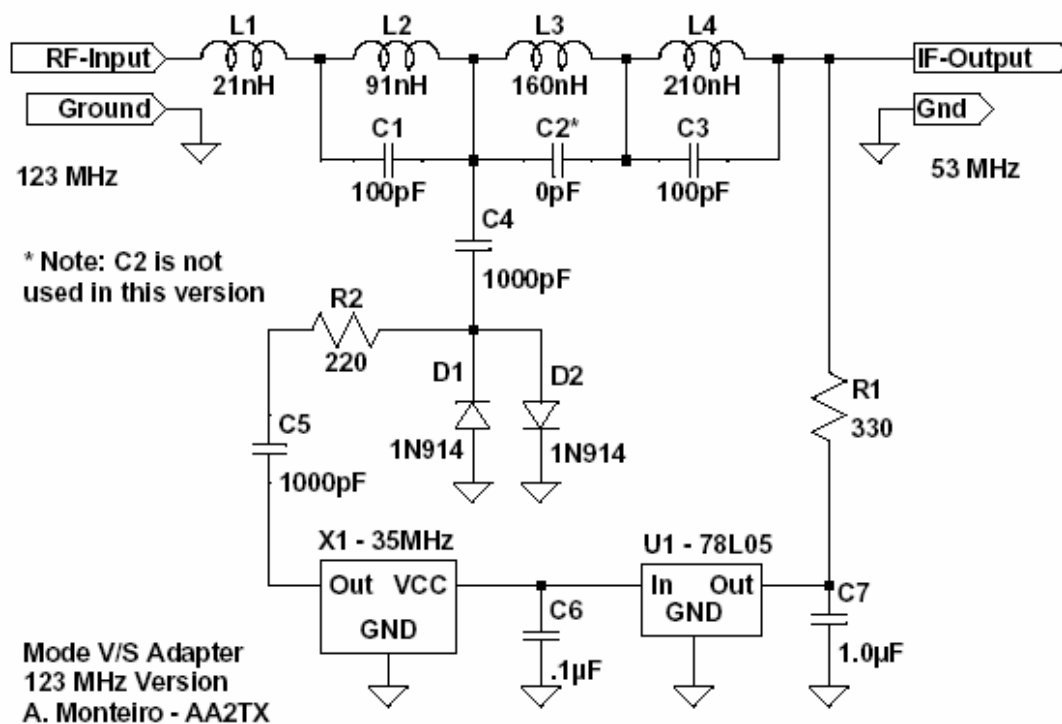 L1 L2 L3 L4
RF-Input IF-Output
21nH 91nH 160nH 210nH
Ground Gnd
C1 C2* C3
123 MHz 100pF 0pF 100pF 53 MHz
C4
* Note: C2 is not
used in this version
1000pF
R2
220
D1 D2
R1
330
C5
1N914 1N914
1000pF
X1 - 35MHz U1 - 78L05
Out VCC In Out
GND GND
C6 C7
.1µF 1.0µF
Mode V/S Adapter
123 MHz Version
A. Monteiro - AA2TX